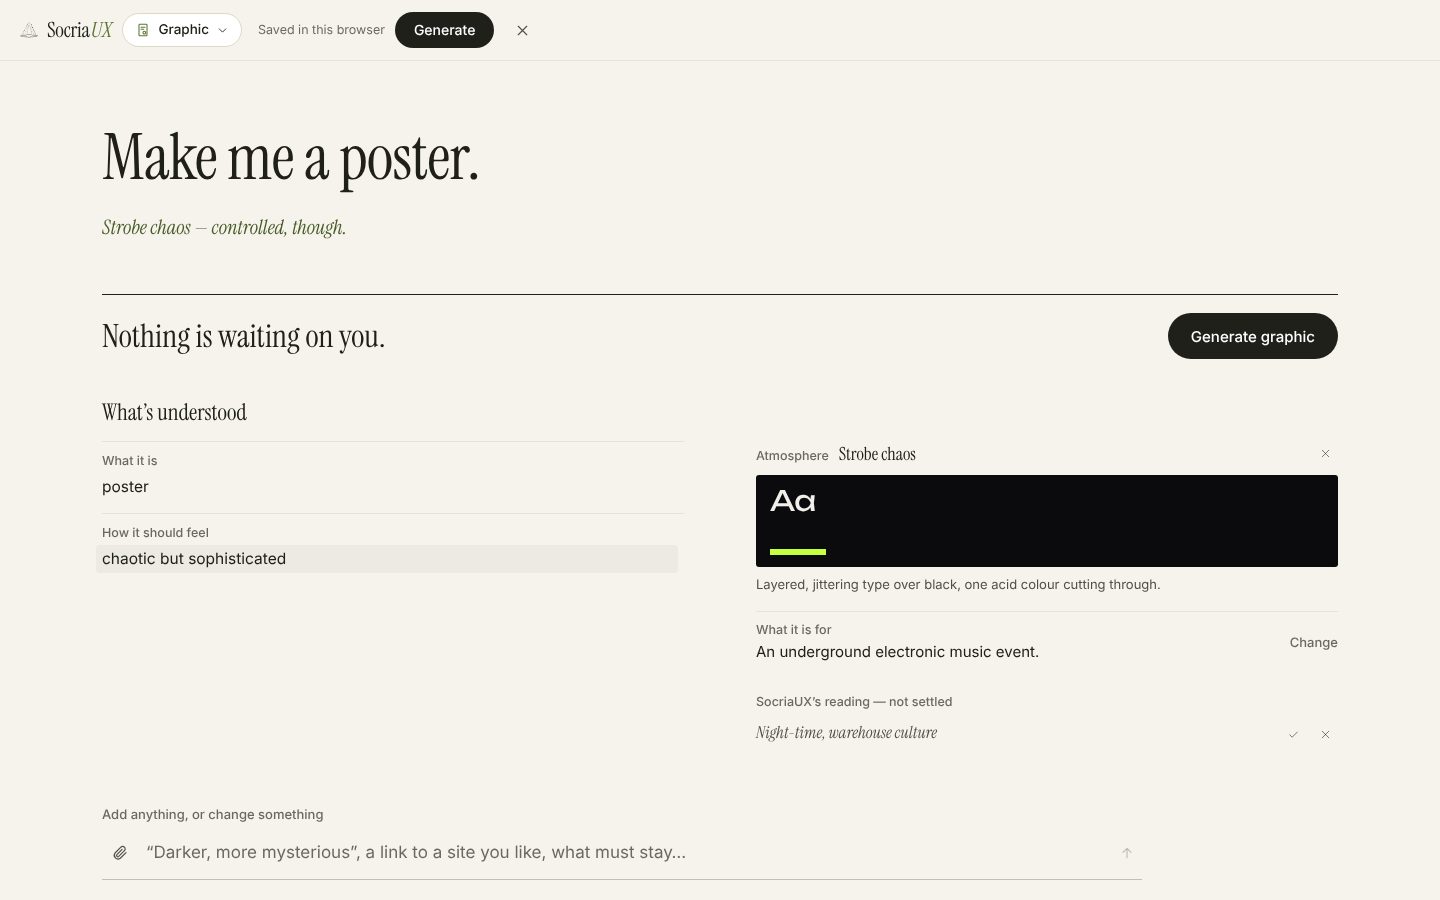 SocriaUX
Graphic
Saved in this browser
Generate
Make me a poster.
Strobe chaos — controlled, though.
Nothing is waiting on you.
Generate graphic
What’s understood
What it is
poster
How it should feel
chaotic but sophisticated
Atmosphere Strobe chaos
Aa
Layered, jittering type over black, one acid colour cutting through.
What it is for
An underground electronic music event.
Change
SocriaUX’s reading — not settled
Night-time, warehouse culture
Add anything, or change something
“Darker, more mysterious”, a link to a site you like, what must stay...